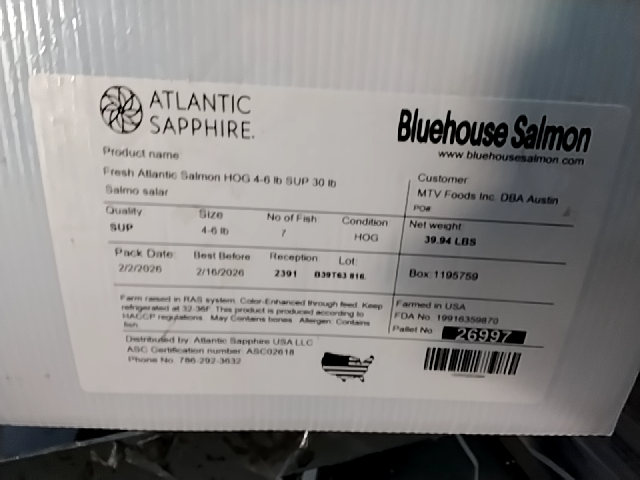 ATLANTIC
SAPPHIRE.
Bluehouse Salmon
www.bluehousesalmon.com
Product name
Fresh Atlantic Salmon HOG 4-6 lb SUP 30 lb
Salmo salar
Customer
MTV Foods Inc. DBA Austin
PO#
Quality Size No of Fish Condition
SUP 4-6 lb 7 HOG
Net weight
39.94 LBS
Pack Date: Best Before Reception Lot:
2/2/2026 2/16/2026 2391 B39T63 816.
Box: 1195759
Farm raised in RAS system. Color-Enhanced through feed. Keep
refrigerated at 32-36F. This product is produced according to
HACCP regulations. May Contains bones. Allergen: Contains
fish.
Farmed in USA
FDA No. 19916359870
Pallet No 26997
Distributed by: Atlantic Sapphire USA LLC
ASC Certification number: ASC02618
Phone No. 786-292-3632